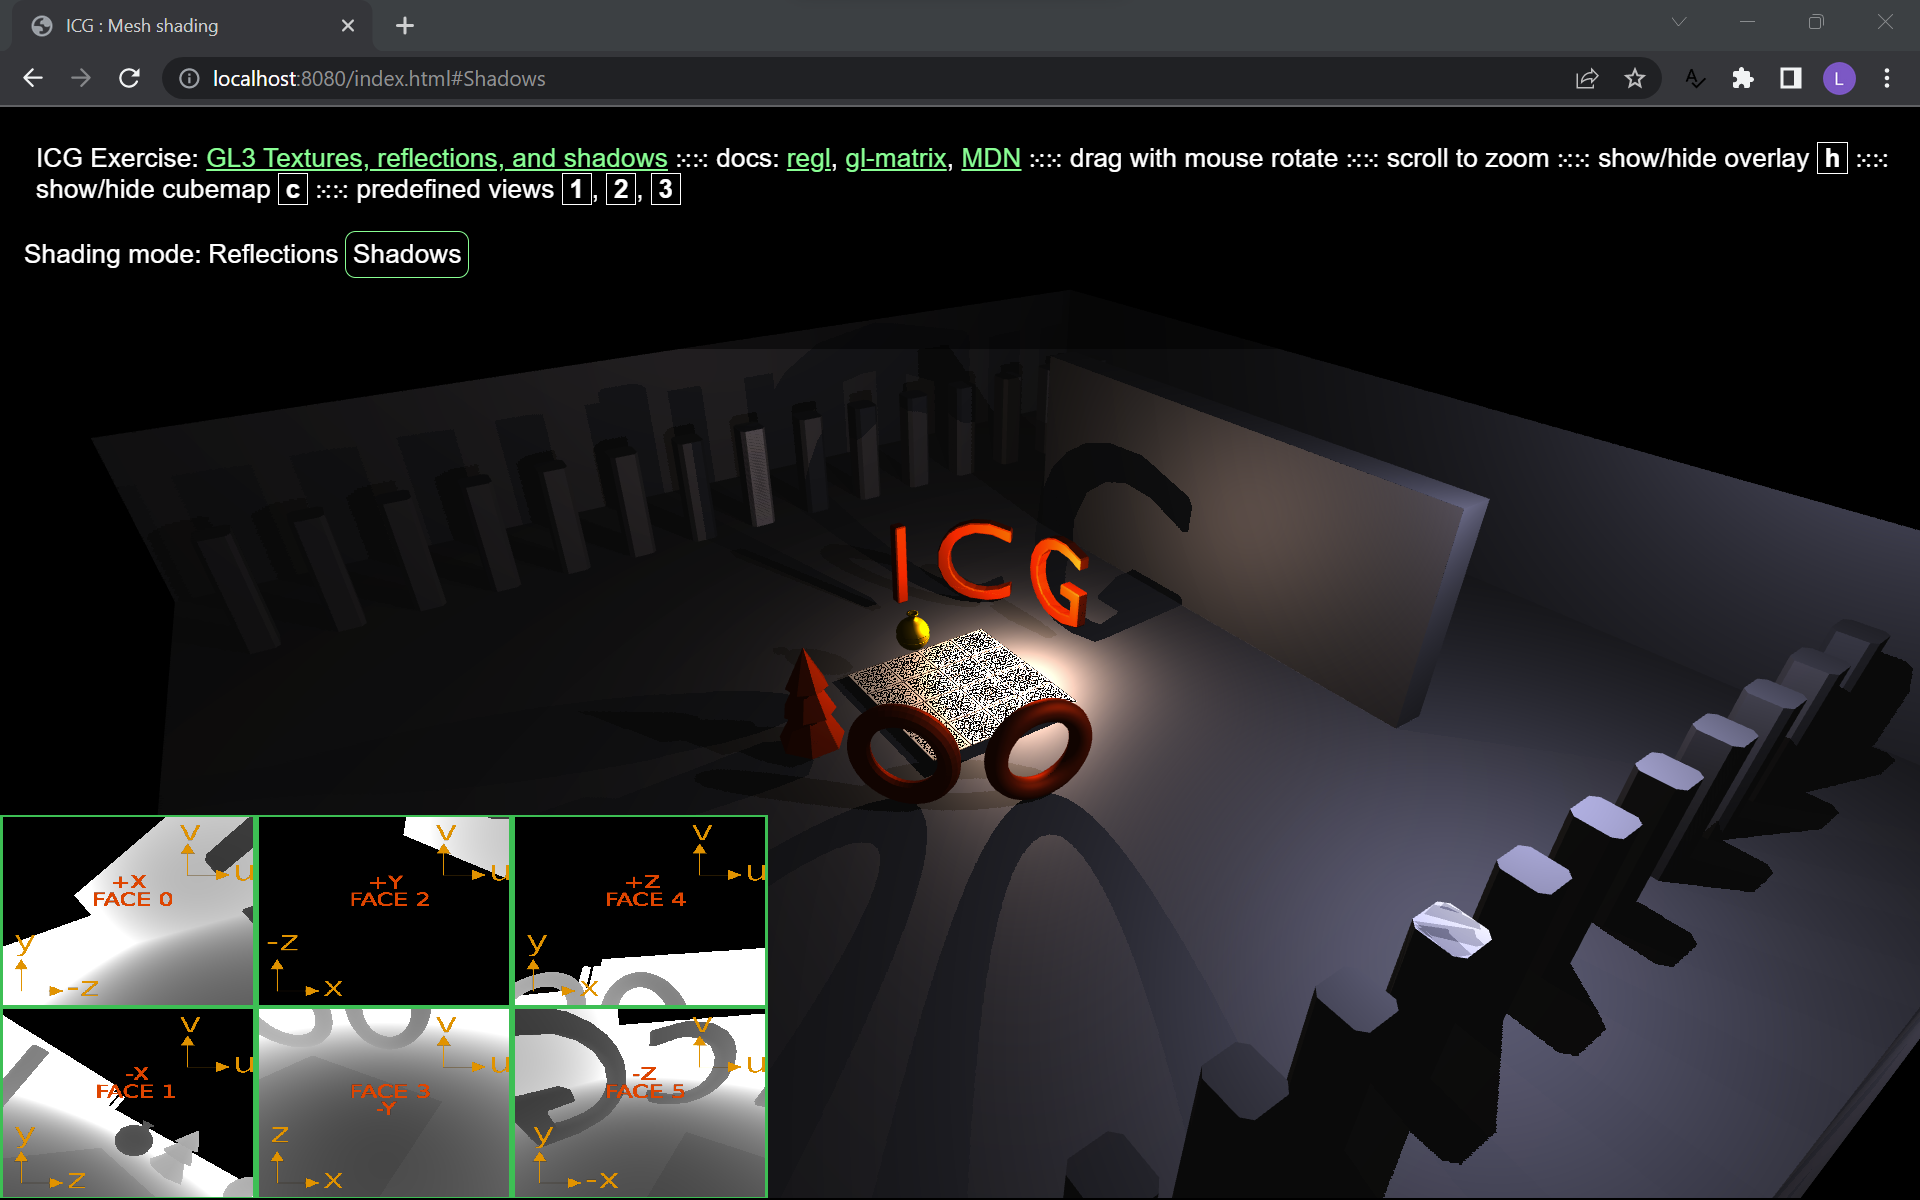 ICG : Mesh shading
localhost:8080/index.html#Shadows
L
ICG Exercise: GL3 Textures, reflections, and shadows ::::: docs: regl, gl-matrix, MDN ::::: drag with mouse rotate ::::: scroll to zoom ::::: show/hide overlay h :::::
show/hide cubemap c ::::: predefined views 1, 2, 3
Shading mode: Reflections Shadows
ICG
v
u
+X
FACE 0
y
-z
v
u
+Y
FACE 2
-z
x
v
u
+Z
FACE 4
y
x
v
u
-X
FACE 1
y
z
v
u
FACE 3
-Y
z
x
v
u
-Z
FACE 5
y
-x